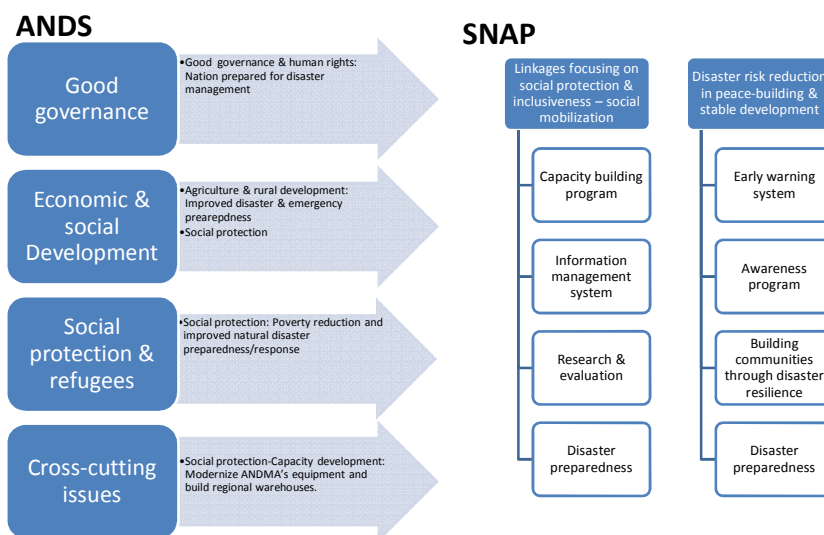 ANDS
Good
governance
•Good governance & human rights:
Nation prepared for disaster
management
Economic &
social
Development
•Agriculture & rural development:
Improved disaster & emergency
prearepdness
•Social protection
Social
protection &
refugees
•Social protection: Poverty reduction and
improved natural disaster
preparedness/response
Cross-cutting
issues
•Social protection-Capacity development:
Modernize ANDMA's equipment and
build regional warehouses.
SNAP
Linkages focusing on
social protection &
inclusiveness – social
mobilization
Capacity building
program
Information
management
system
Research &
evaluation
Disaster
preparedness
Disaster risk reduction
in peace-building &
stable development
Early warning
system
Awareness
program
Building
communities
through disaster
resilience
Disaster
preparedness